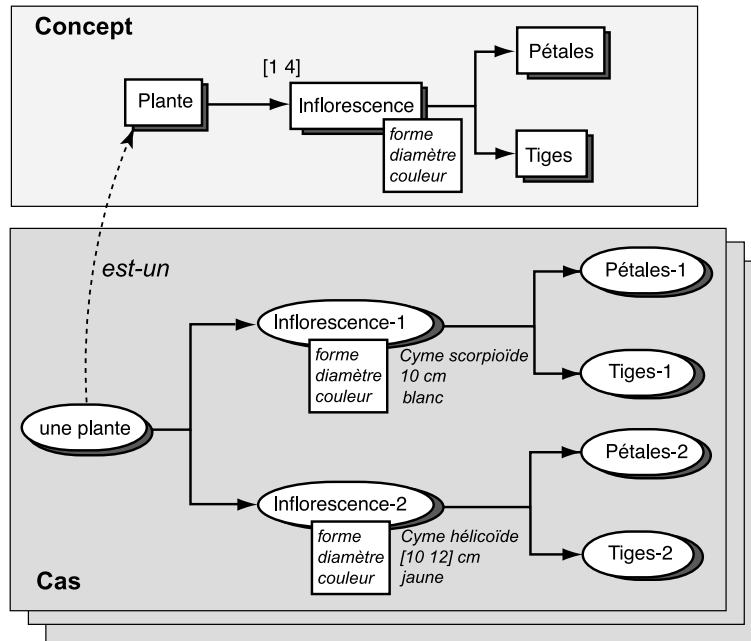 Concept
[1 4]
Pétales
Plante
Inflorescence
forme
diamètre
couleur
Tiges
est-un
Pétales-1
Inflorescence-1
forme
diamètre
couleur
Cyme scorpioïde
10 cm
blanc
Tiges-1
une plante
Pétales-2
Inflorescence-2
forme
diamètre
couleur
Cyme hélicoïde
[10 12] cm
jaune
Tiges-2
Cas